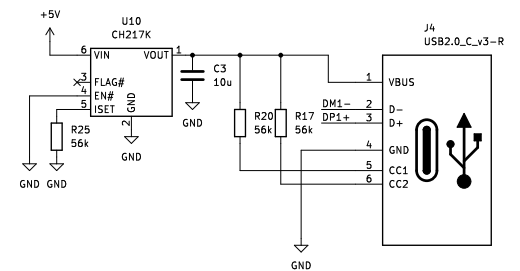 +5V
U10
CH217K
J4
USB2.0_C_v3-R
6 VIN VOUT 1
3 FLAG#
4 EN#
5 ISET
GND
2
C3
10u
GND
1 VBUS
R25
56k
R20
56k
R17
56k
DM1- 2 D-
DP1+ 3 D+
4 GND
5 CC1
6 CC2
GND
GND GND
GND